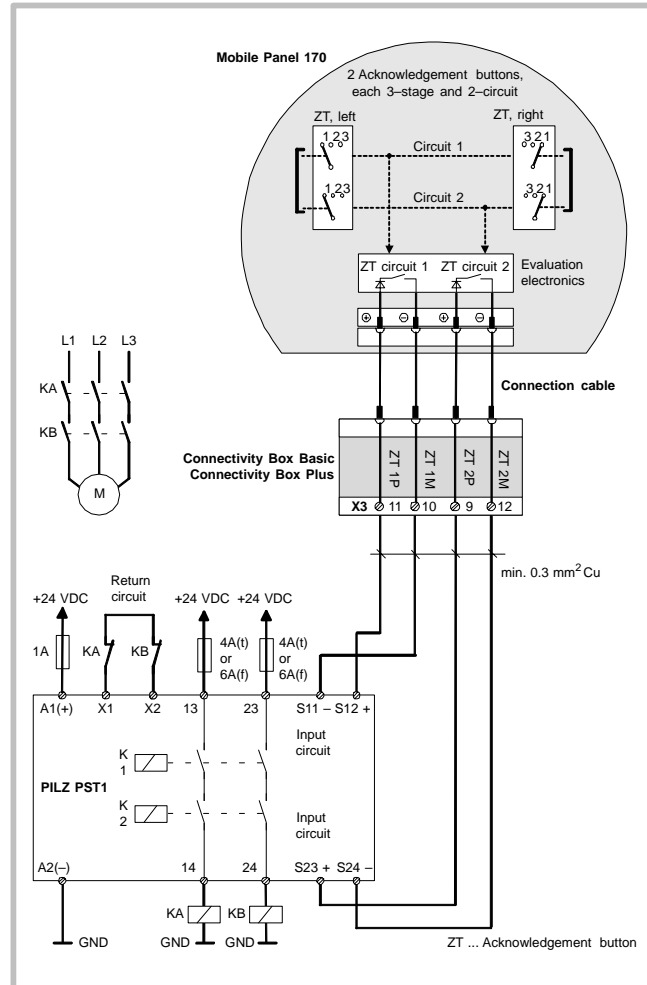 Mobile Panel 170
2 Acknowledgement buttons,
each 3–stage and 2–circuit
ZT, left
ZT, right
1 2 3
3 2 1
Circuit 1
1 2 3
3 2 1
Circuit 2
ZT circuit 1
ZT circuit 2
Evaluation
electronics
+
−
+
−
L1
L2
L3
KA
KB
M
Connection cable
Connectivity Box Basic
Connectivity Box Plus
ZT 1P
ZT 1M
ZT 2P
ZT 2M
X3
11
10
9
12
min. 0.3 mm² Cu
Return
circuit
+24 VDC
+24 VDC
+24 VDC
1A
KA
KB
4A(t)
or
6A(f)
4A(t)
or
6A(f)
A1(+)
X1
X2
13
23
S11 –
S12 +
Input
circuit
K
1
PILZ PST1
K
2
Input
circuit
A2(–)
14
24
S23 +
S24 –
KA
KB
GND
GND
GND
ZT ... Acknowledgement button